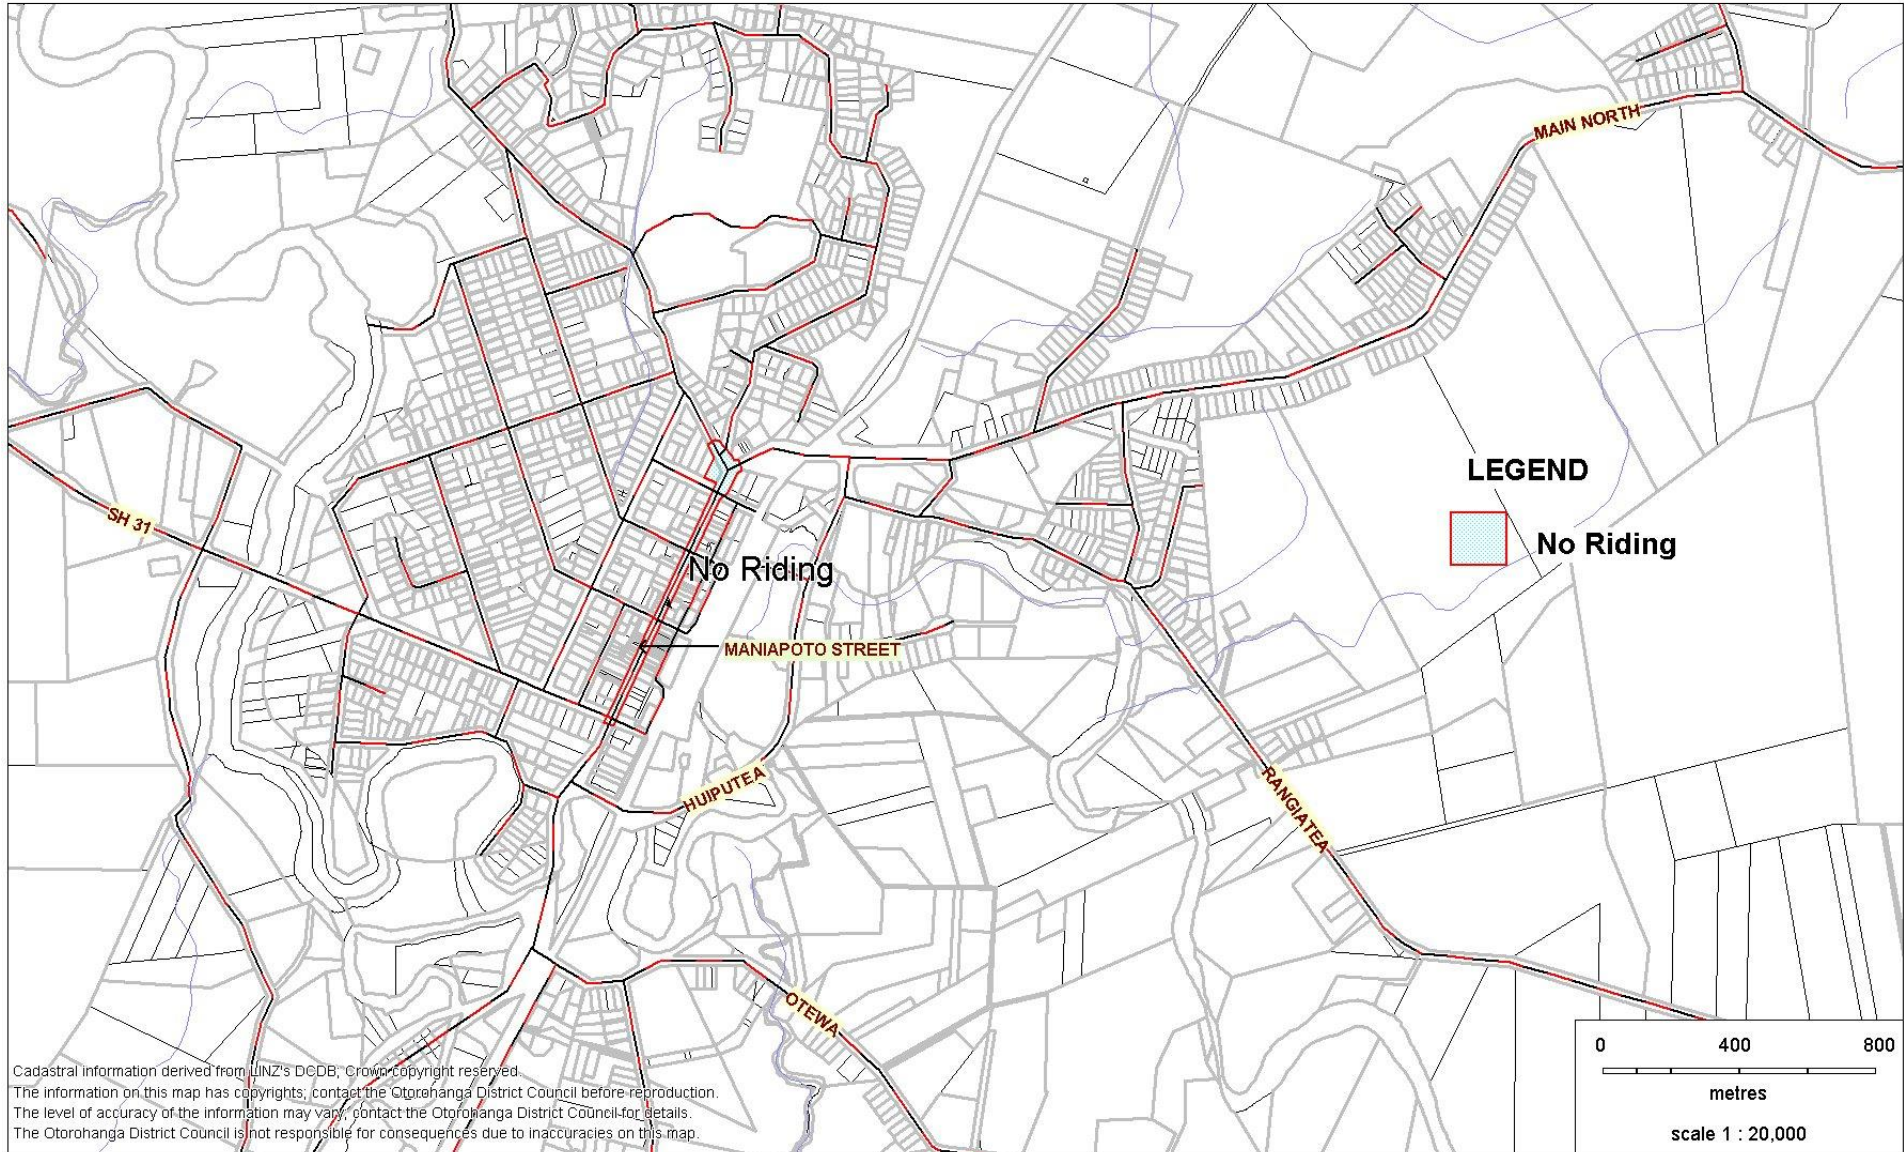 MAIN NORTH
LEGEND
SH 31
No Riding
No Riding
MANIAPOTO STREET
HUIPUTEA
RANGIATEA
OTEWA
0 400 800
metres
scale 1 : 20,000
Cadastral information derived from LINZ's DCDB, Crown copyright reserved.
The information on this map has copyrights; contact the Otorohanga District Council before reproduction.
The level of accuracy of the information may vary; contact the Otorohanga District Council for details.
The Otorohanga District Council is not responsible for consequences due to inaccuracies on this map.